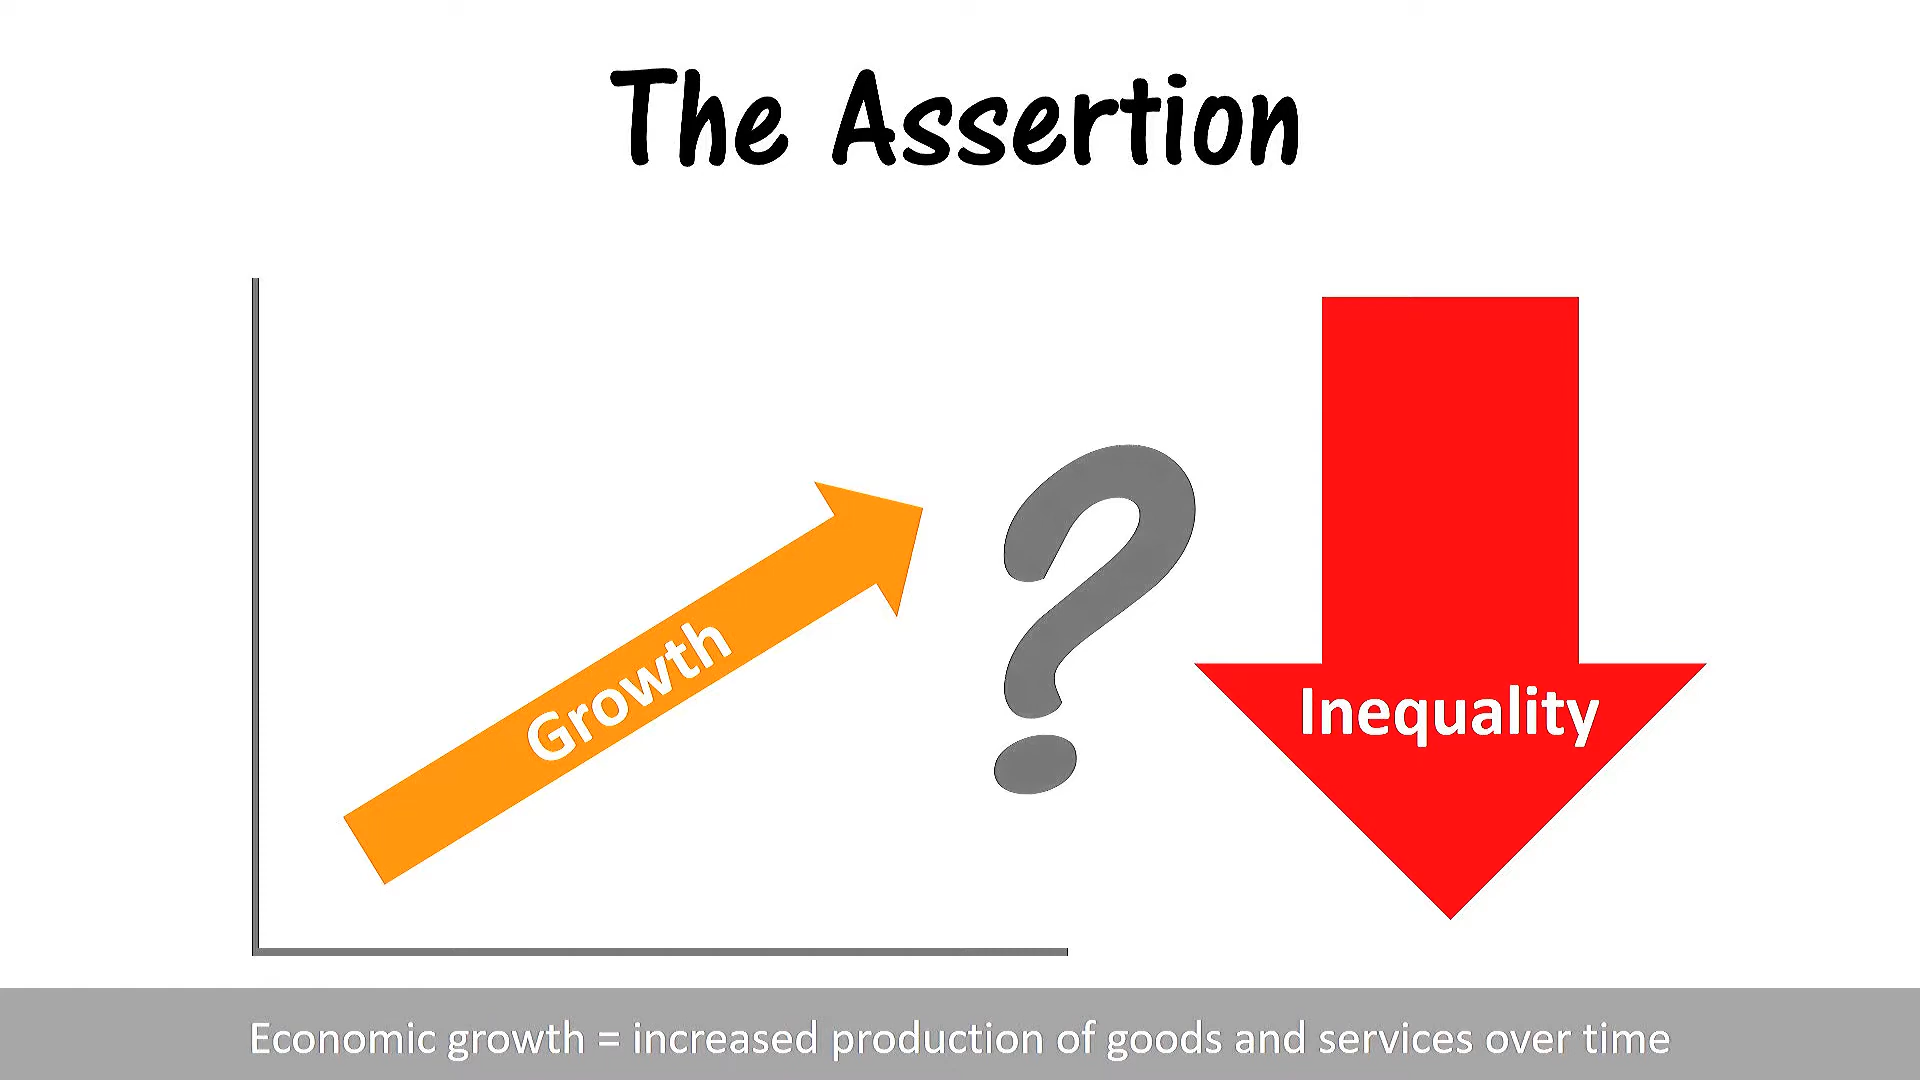 The Assertion
Growth
?
Inequality
Economic growth = increased production of goods and services over time